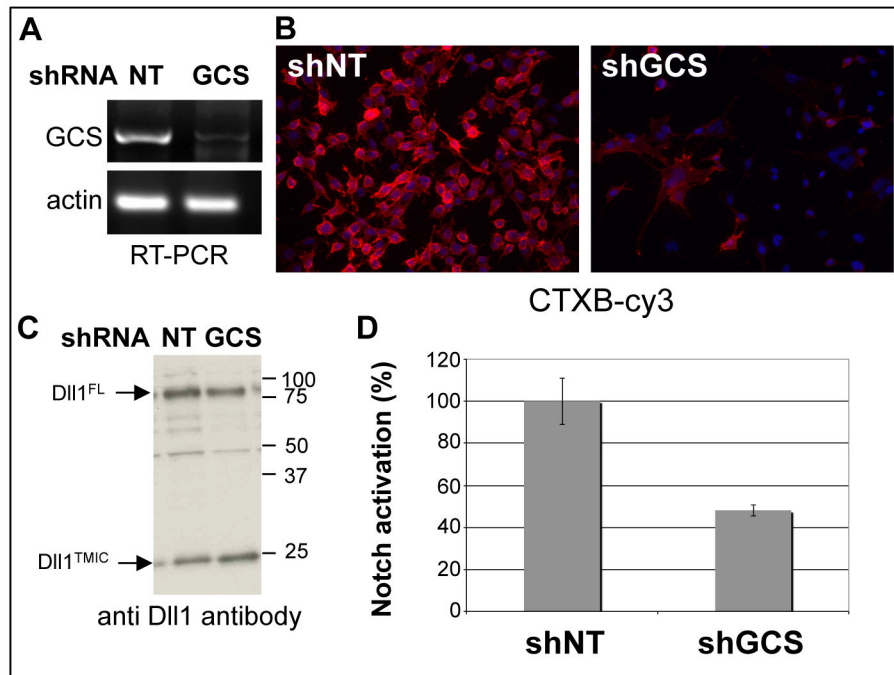 A
shRNA NT GCS
GCS
actin
RT-PCR
B
shNT
shGCS
CTXB-cy3
C
shRNA NT GCS
Dll1FL
100
75
50
37
25
Dll1TMIC
anti Dll1 antibody
D
Notch activation (%)
120
100
80
60
40
20
0
shNT
shGCS